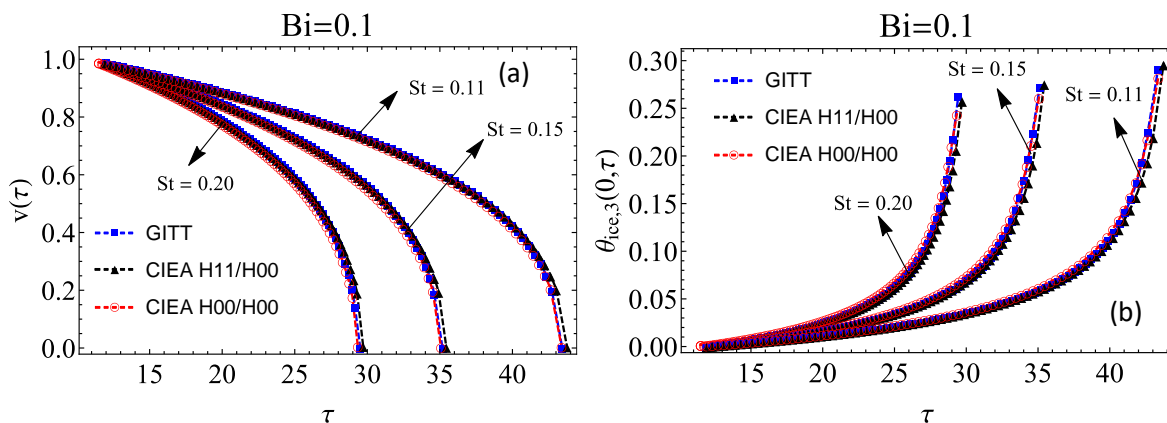 Bi=0.1
(a)
St = 0.11
St = 0.15
St = 0.20
GITT
CIEA H11/H00
CIEA H00/H00
v(τ)
1.0
0.8
0.6
0.4
0.2
0.0
15 20 25 30 35 40
τ
Bi=0.1
GITT
CIEA H11/H00
CIEA H00/H00
St = 0.15
St = 0.11
St = 0.20
(b)
θice,3(0,τ)
0.30
0.25
0.20
0.15
0.10
0.05
0.00
15 20 25 30 35 40
τ